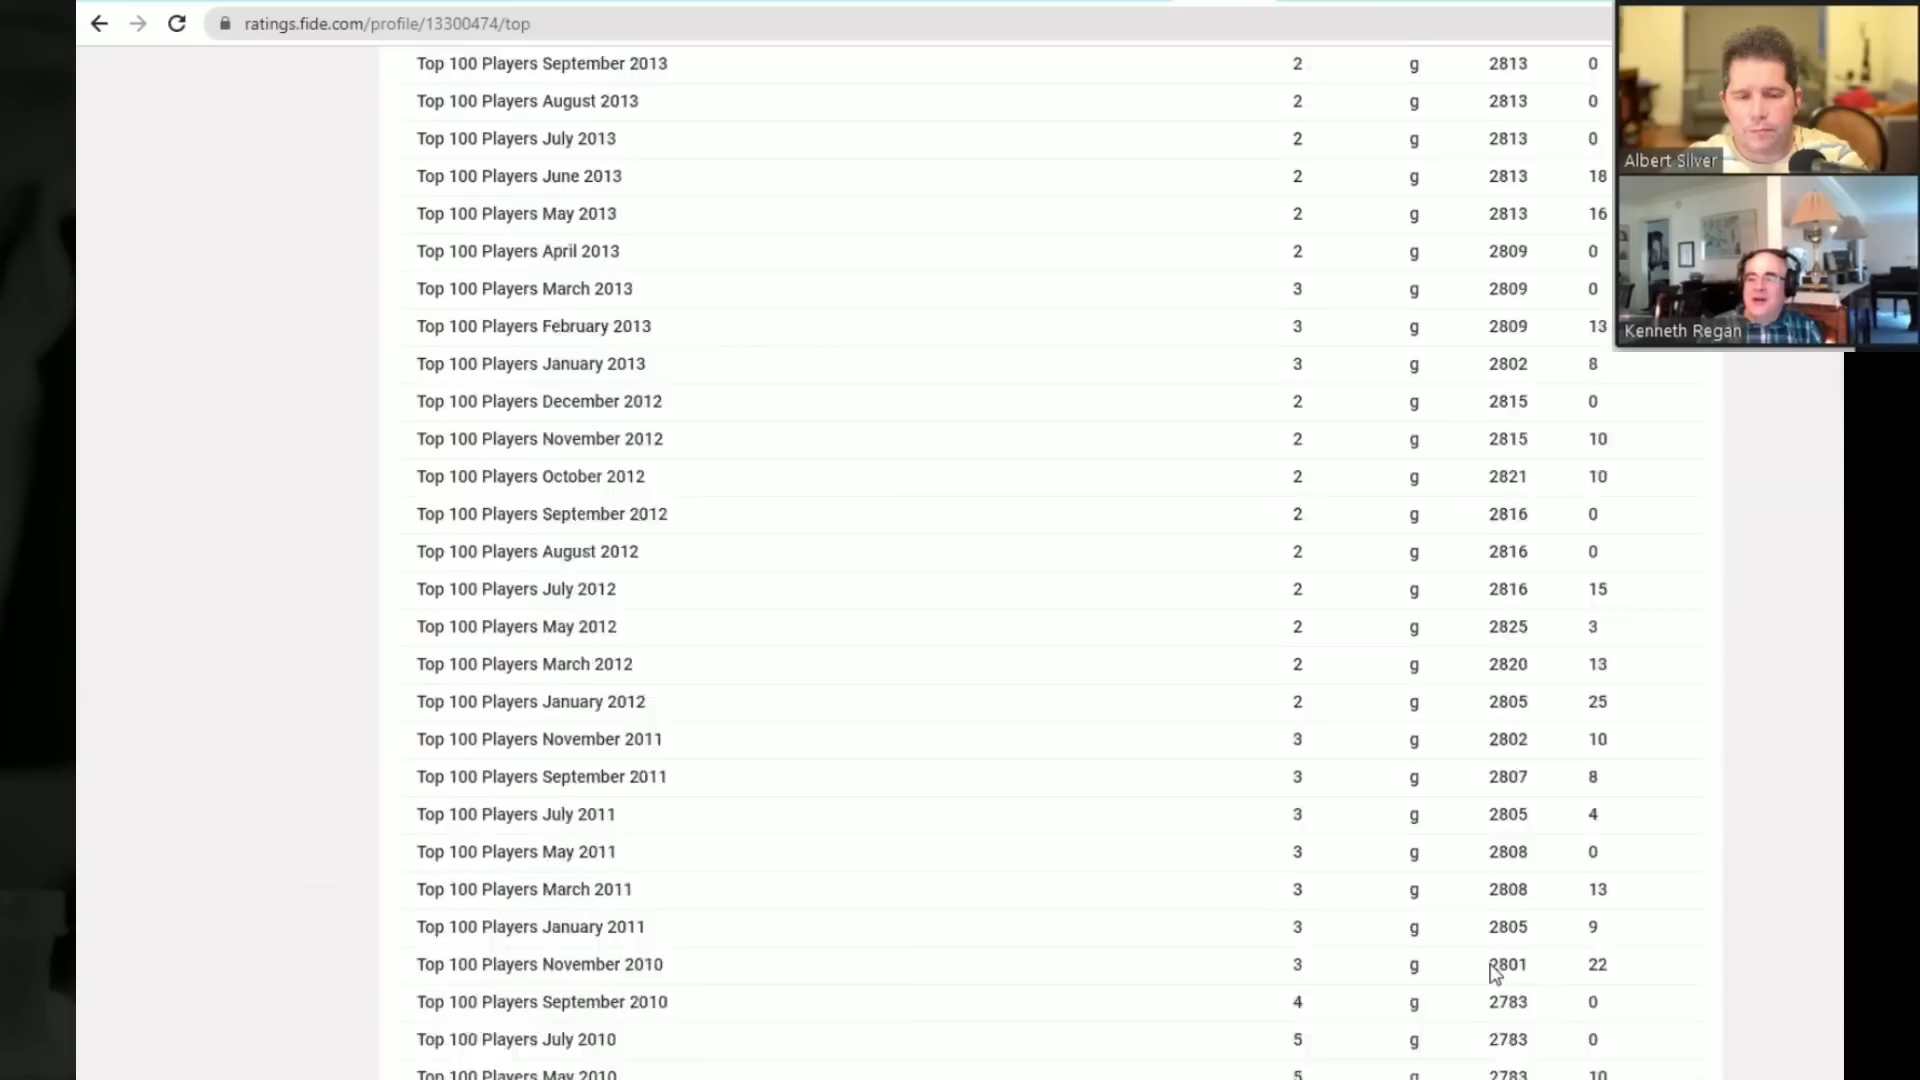 ratings.fide.com/profile/13300474/top
Top 100 Players September 2013 2 g 2813 0
Top 100 Players August 2013 2 g 2813 0
Top 100 Players July 2013 2 g 2813 0
Top 100 Players June 2013 2 g 2813 18
Top 100 Players May 2013 2 g 2813 16
Top 100 Players April 2013 2 g 2809 0
Top 100 Players March 2013 3 g 2809 0
Top 100 Players February 2013 3 g 2809 13
Top 100 Players January 2013 3 g 2802 8
Top 100 Players December 2012 2 g 2815 0
Top 100 Players November 2012 2 g 2815 10
Top 100 Players October 2012 2 g 2821 10
Top 100 Players September 2012 2 g 2816 0
Top 100 Players August 2012 2 g 2816 0
Top 100 Players July 2012 2 g 2816 15
Top 100 Players May 2012 2 g 2825 3
Top 100 Players March 2012 2 g 2820 13
Top 100 Players January 2012 2 g 2805 25
Top 100 Players November 2011 3 g 2802 10
Top 100 Players September 2011 3 g 2807 8
Top 100 Players July 2011 3 g 2805 4
Top 100 Players May 2011 3 g 2808 0
Top 100 Players March 2011 3 g 2808 13
Top 100 Players January 2011 3 g 2805 9
Top 100 Players November 2010 3 g 2801 22
Top 100 Players September 2010 4 g 2783 0
Top 100 Players July 2010 5 g 2783 0
Top 100 Players May 2010 5 g 2783 10
Albert Silver
Kenneth Regan